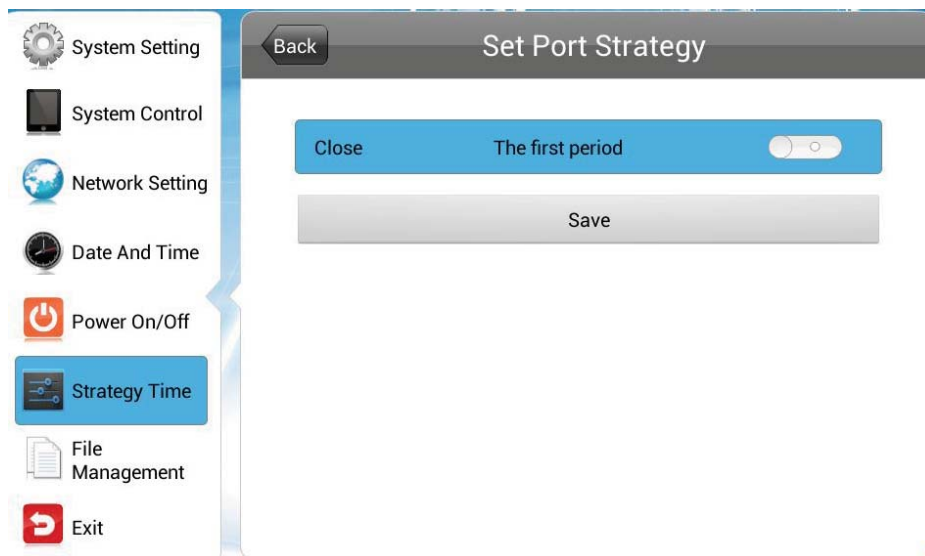 System Setting
System Control
Network Setting
Date And Time
Power On/Off
Strategy Time
File
Management
Exit
Back
Set Port Strategy
Close The first period
Save